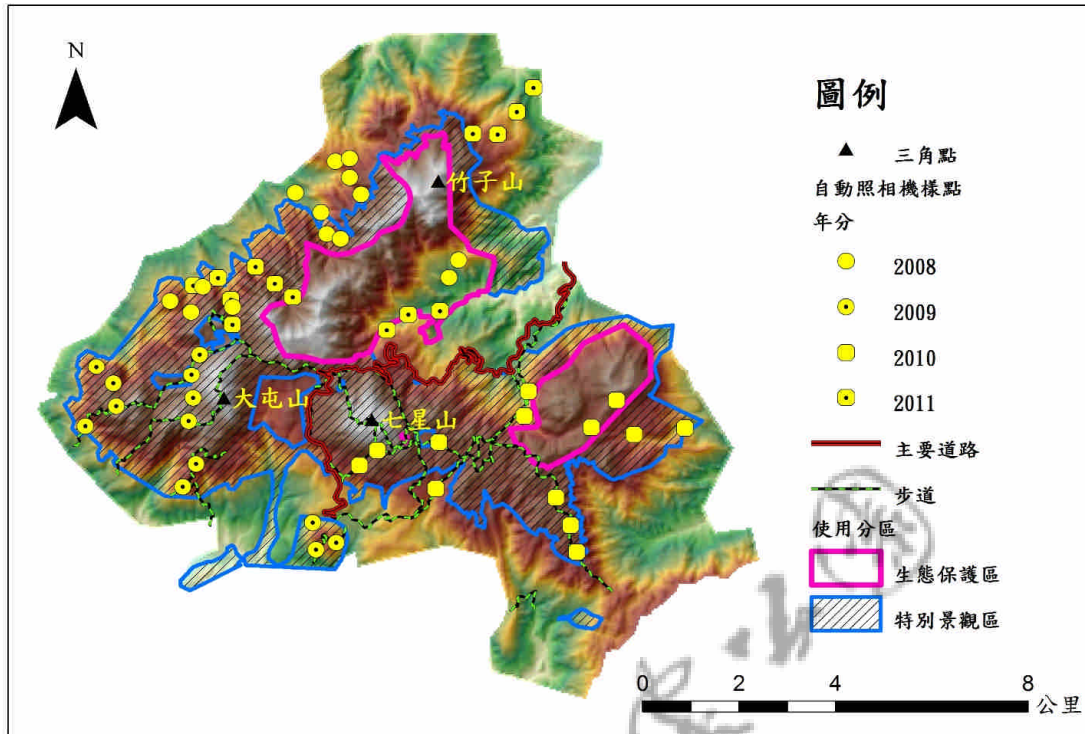 N
竹子山
大屯山
七星山
圖例
三角點
自動照相機樣點
年分
2008
2009
2010
2011
主要道路
步道
使用分區
生態保護區
特別景觀區
0 2 4 8 公里